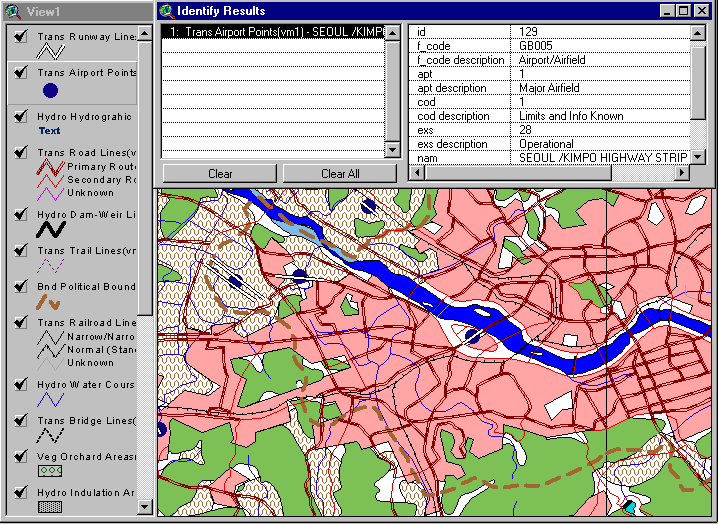 View1
Trans Runway Lines
Trans Airport Points
Hydro Hydrograhic
Text
Trans Road Lines(v
Primary Route
Secondary Ro
Unknown
Hydro Dam-Weir Li
Trans Trail Lines(vr
Bnd Political Bound
Trans Railroad Line
Narrow/Narro
Normal (Stand
Unknown
Hydro Water Cours
Trans Bridge Lines(
Veg Orchard Areas
Hydro Indulation Ar
Identify Results
1: Trans Airport Points(vm1) - SEOUL /KIMPO
Clear
Clear All
id 129
f_code GB005
f_code description Airport/Airfield
apt 1
apt description Major Airfield
cod 1
cod description Limits and Info Known
exs 28
exs description Operational
nam SEOUL /KIMPO HIGHWAY STRIP